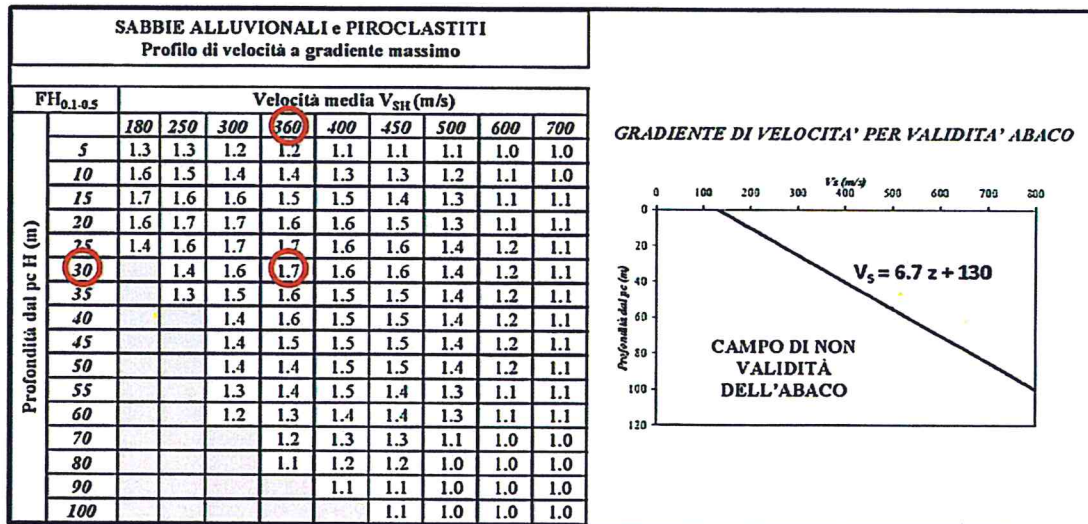 SABBIE ALLUVIONALI e PIROCLASTITI
Profilo di velocità a gradiente massimo
FH0.1-0.5 Velocità media VSH (m/s)
180 250 300 360 400 450 500 600 700
Profondità dal pc H (m)
5 1.3 1.3 1.2 1.2 1.1 1.1 1.1 1.0 1.0
10 1.6 1.5 1.4 1.4 1.3 1.3 1.2 1.1 1.0
15 1.7 1.6 1.6 1.5 1.5 1.4 1.3 1.1 1.1
20 1.6 1.7 1.7 1.6 1.6 1.5 1.3 1.1 1.1
25 1.4 1.6 1.7 1.7 1.6 1.6 1.4 1.2 1.1
30 1.4 1.6 1.7 1.6 1.6 1.4 1.2 1.1
35 1.3 1.5 1.6 1.5 1.5 1.4 1.2 1.1
40 1.4 1.6 1.5 1.5 1.4 1.2 1.1
45 1.4 1.5 1.5 1.5 1.4 1.2 1.1
50 1.4 1.4 1.5 1.5 1.4 1.2 1.1
55 1.3 1.4 1.5 1.4 1.3 1.1 1.1
60 1.2 1.3 1.4 1.4 1.3 1.1 1.1
70 1.2 1.3 1.3 1.1 1.0 1.0
80 1.1 1.2 1.2 1.0 1.0 1.0
90 1.1 1.1 1.0 1.0 1.0
100 1.1 1.0 1.0 1.0
GRADIENTE DI VELOCITA' PER VALIDITA' ABACO
Vs (m/s)
0 100 200 300 400 500 600 700 800
Profondità dal pc (m)
0
20
40
60
80
100
120
VS = 6.7 z + 130
CAMPO DI NON
VALIDITÀ
DELL'ABACO